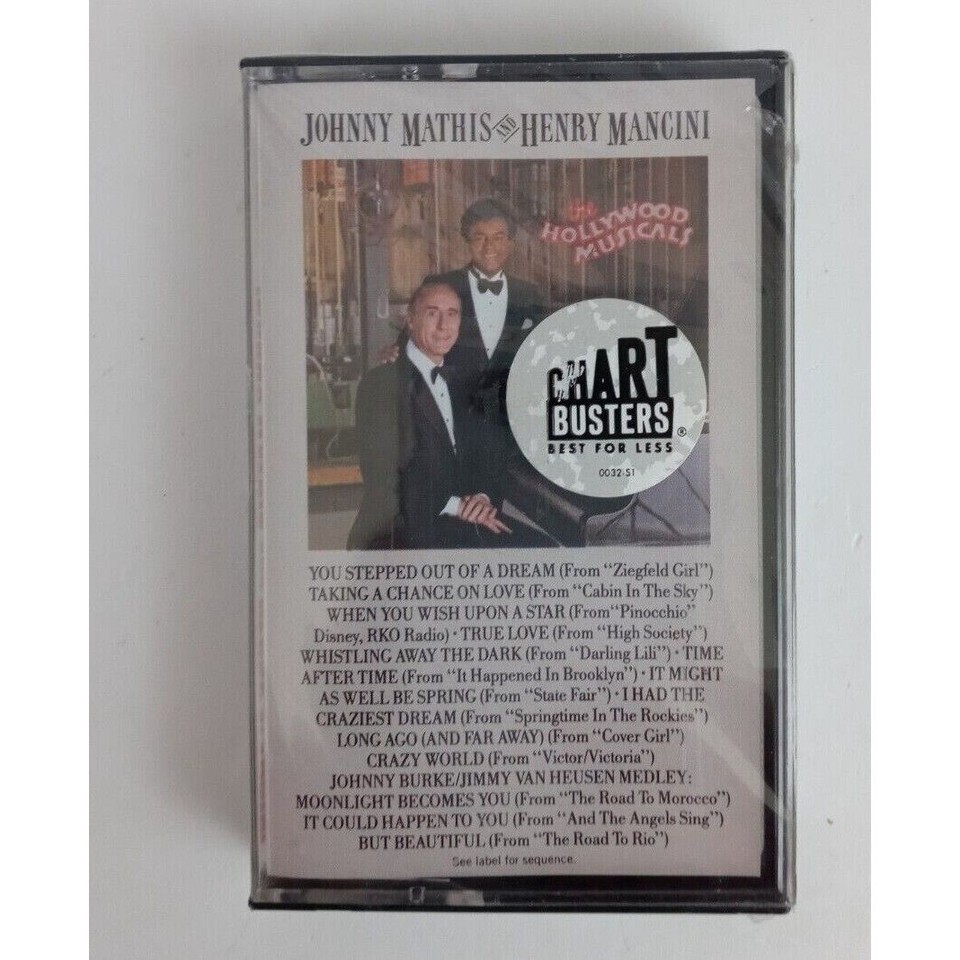 JOHNNY MATHIS AND HENRY MANCINI
The
HOLLYWOOD
MUSICALS
CHART
BUSTERS®
BEST FOR LESS
0032-S1
YOU STEPPED OUT OF A DREAM (From “Ziegfeld Girl”)
TAKING A CHANCE ON LOVE (From “Cabin In The Sky”)
WHEN YOU WISH UPON A STAR (From “Pinocchio”
Disney, RKO Radio) · TRUE LOVE (From “High Society”)
WHISTLING AWAY THE DARK (From “Darling Lili”) · TIME
AFTER TIME (From “It Happened In Brooklyn”) · IT MIGHT
AS WELL BE SPRING (From “State Fair”) · I HAD THE
CRAZIEST DREAM (From “Springtime In The Rockies”)
LONG AGO (AND FAR AWAY) (From “Cover Girl”)
CRAZY WORLD (From “Victor/Victoria”)
JOHNNY BURKE/JIMMY VAN HEUSEN MEDLEY:
MOONLIGHT BECOMES YOU (From “The Road To Morocco”)
IT COULD HAPPEN TO YOU (From “And The Angels Sing”)
BUT BEAUTIFUL (From “The Road To Rio”)
See label for sequence.